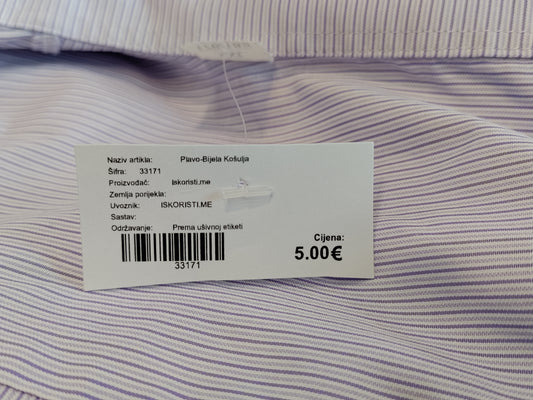 Naziv artikla: Plavo-Bijela Košulja
Šifra: 33171
Proizvođač: Iskoristi.me
Zemlja porijekla:
Uvoznik: ISKORISTI.ME
Sastav:
Održavanje: Prema ušivnoj etiketi
Cijena:
5.00€
33171